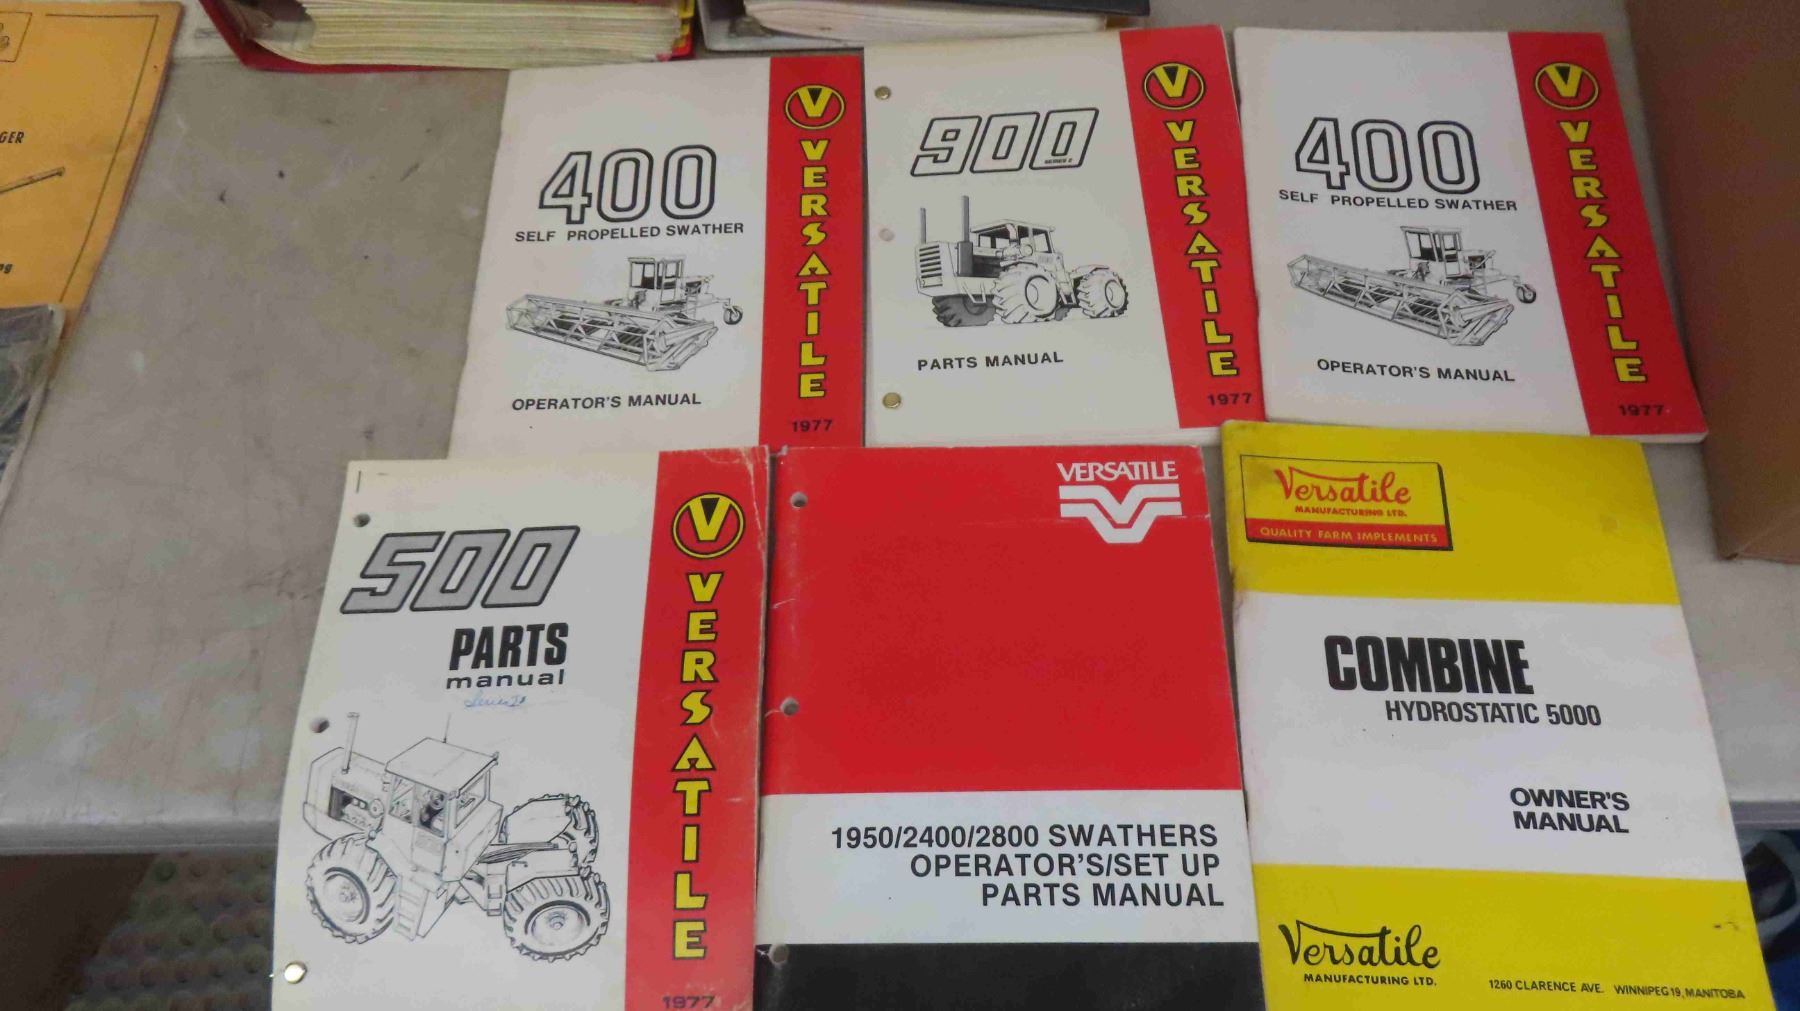 GER
400
SELF PROPELLED SWATHER
OPERATOR'S MANUAL
V
VERSATILE
1977
900
SERIES 2
PARTS MANUAL
V
VERSATILE
1977
400
SELF PROPELLED SWATHER
OPERATOR'S MANUAL
V
VERSATILE
1977
500
PARTS
manual
V
VERSATILE
1977
VERSATILE
1950/2400/2800 SWATHERS
OPERATOR'S/SET UP
PARTS MANUAL
Versatile
MANUFACTURING LTD.
QUALITY FARM IMPLEMENTS
COMBINE
HYDROSTATIC 5000
OWNER'S
MANUAL
Versatile
MANUFACTURING LTD.
1260 CLARENCE AVE. WINNIPEG 19, MANITOBA